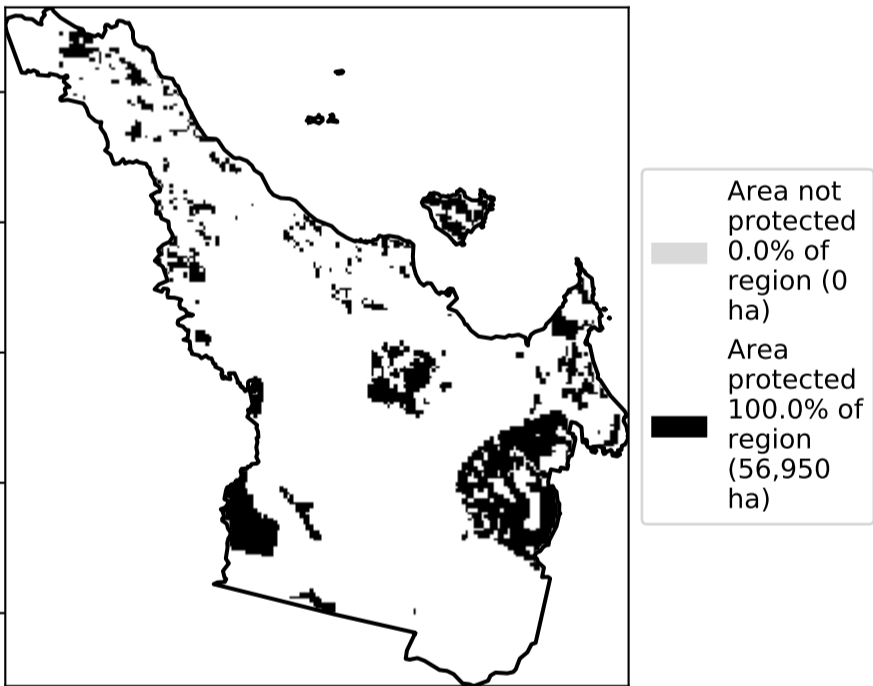 Area not
protected
0.0% of
region (0
ha)
Area
protected
100.0% of
region
(56,950
ha)